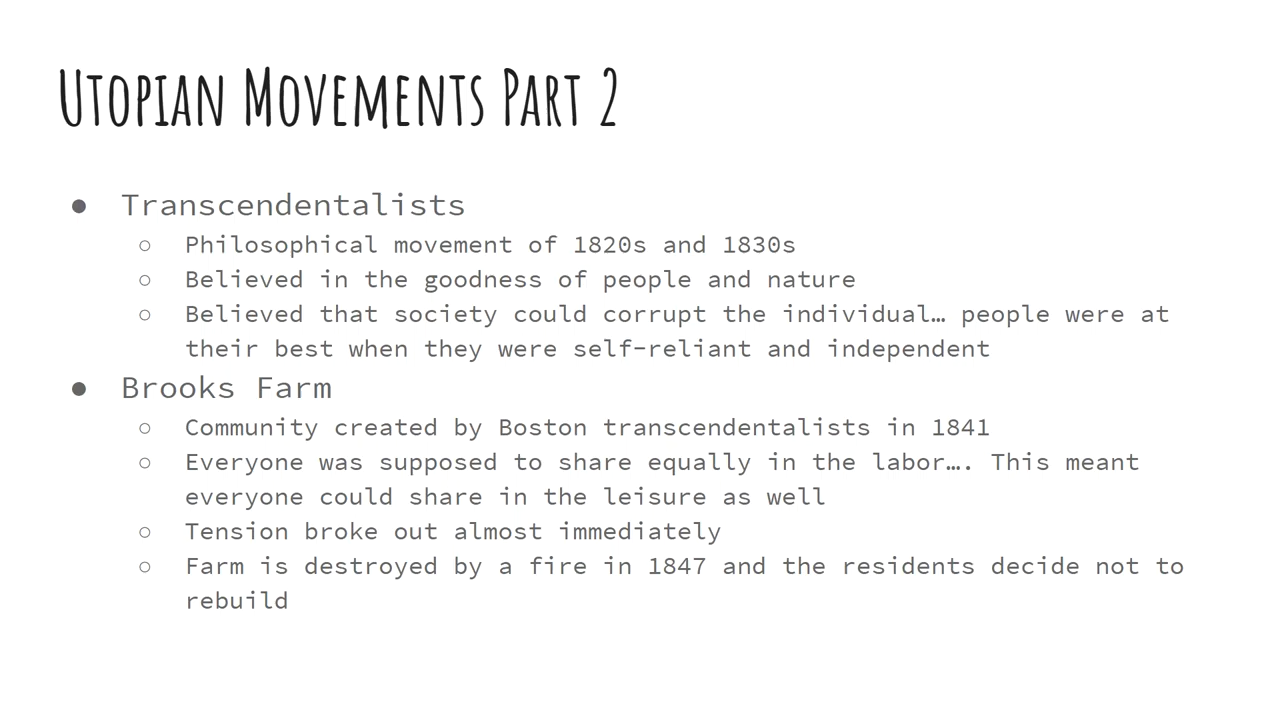 Utopian Movements Part 2
● Transcendentalists
○ Philosophical movement of 1820s and 1830s
○ Believed in the goodness of people and nature
○ Believed that society could corrupt the individual… people were at
their best when they were self-reliant and independent
● Brooks Farm
○ Community created by Boston transcendentalists in 1841
○ Everyone was supposed to share equally in the labor…. This meant
everyone could share in the leisure as well
○ Tension broke out almost immediately
○ Farm is destroyed by a fire in 1847 and the residents decide not to
rebuild